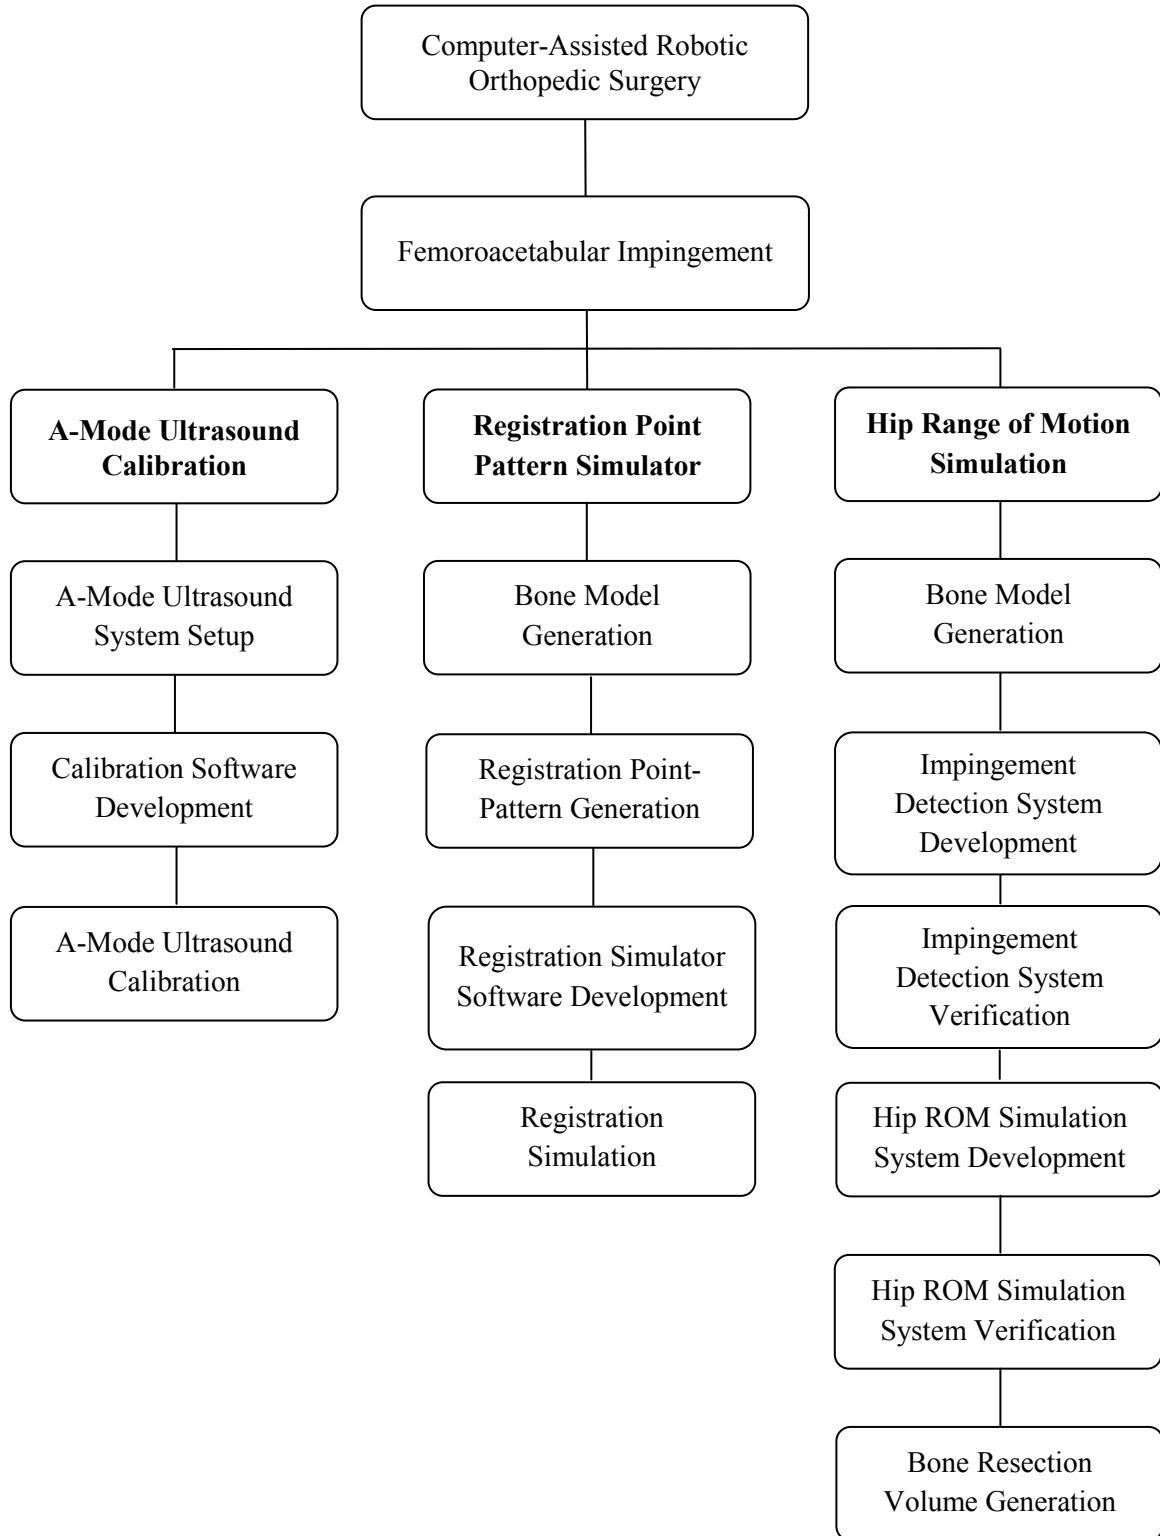 Computer-Assisted Robotic
Orthopedic Surgery
Femoroacetabular Impingement
A-Mode Ultrasound
Calibration
A-Mode Ultrasound
System Setup
Calibration Software
Development
A-Mode Ultrasound
Calibration
Registration Point
Pattern Simulator
Bone Model
Generation
Registration Point-
Pattern Generation
Registration Simulator
Software Development
Registration
Simulation
Hip Range of Motion
Simulation
Bone Model
Generation
Impingement
Detection System
Development
Impingement
Detection System
Verification
Hip ROM Simulation
System Development
Hip ROM Simulation
System Verification
Bone Resection
Volume Generation